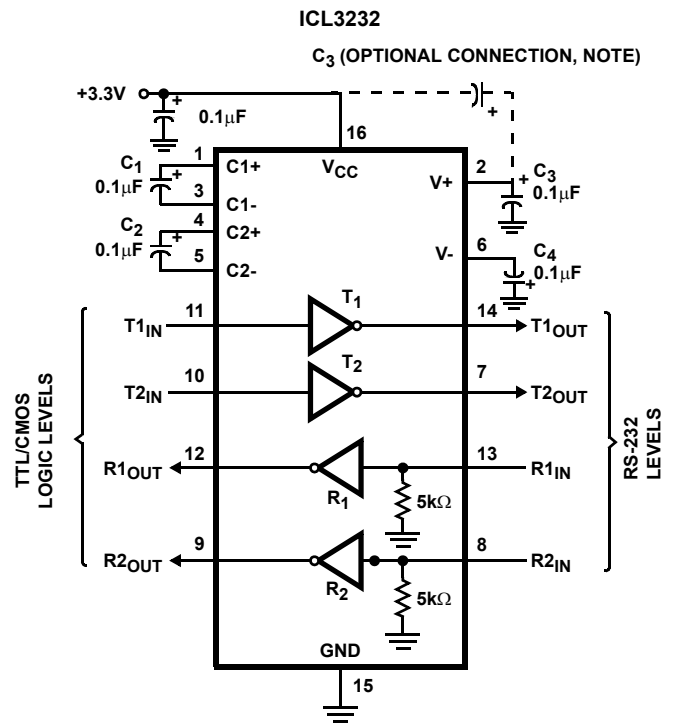 ICL3232
C3 (OPTIONAL CONNECTION, NOTE)
+3.3V
+
0.1μF
+
16
VCC
1
C1+
C1
0.1μF
+
3
C1-
4
C2+
C2
0.1μF
+
5
C2-
2
V+
+
C3
0.1μF
6
V-
C4
0.1μF
+
TTL/CMOS
LOGIC LEVELS
RS-232
LEVELS
T1IN
11
T1
14
T1OUT
T2IN
10
T2
7
T2OUT
R1OUT
12
R1
13
R1IN
5kΩ
R2OUT
9
R2
8
R2IN
5kΩ
GND
15